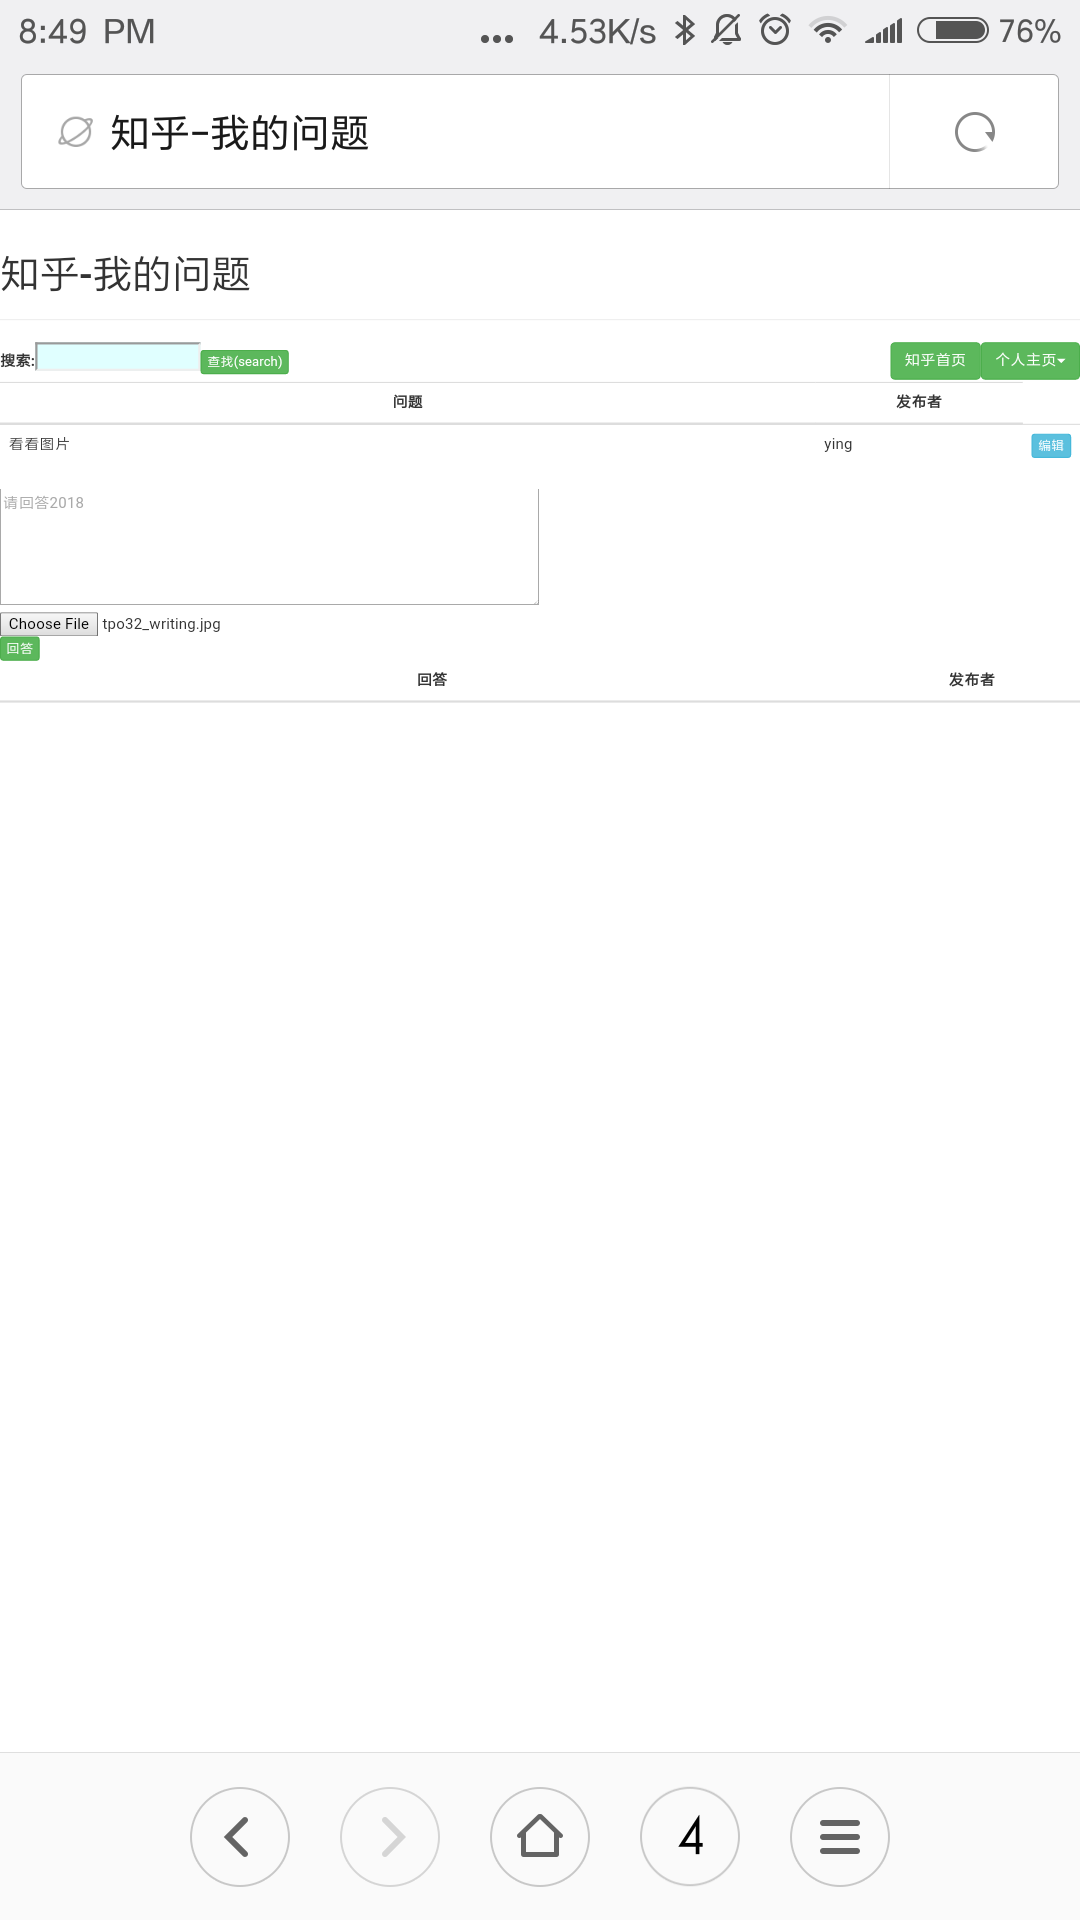 8:49 PM ... 4.53K/s 76%
知乎-我的问题
知乎-我的问题
搜索: 查找(search) 知乎首页 个人主页
问题 发布者
看看图片 ying 编辑
请回答2018
Choose File tpo32_writing.jpg
回答
回答 发布者
4